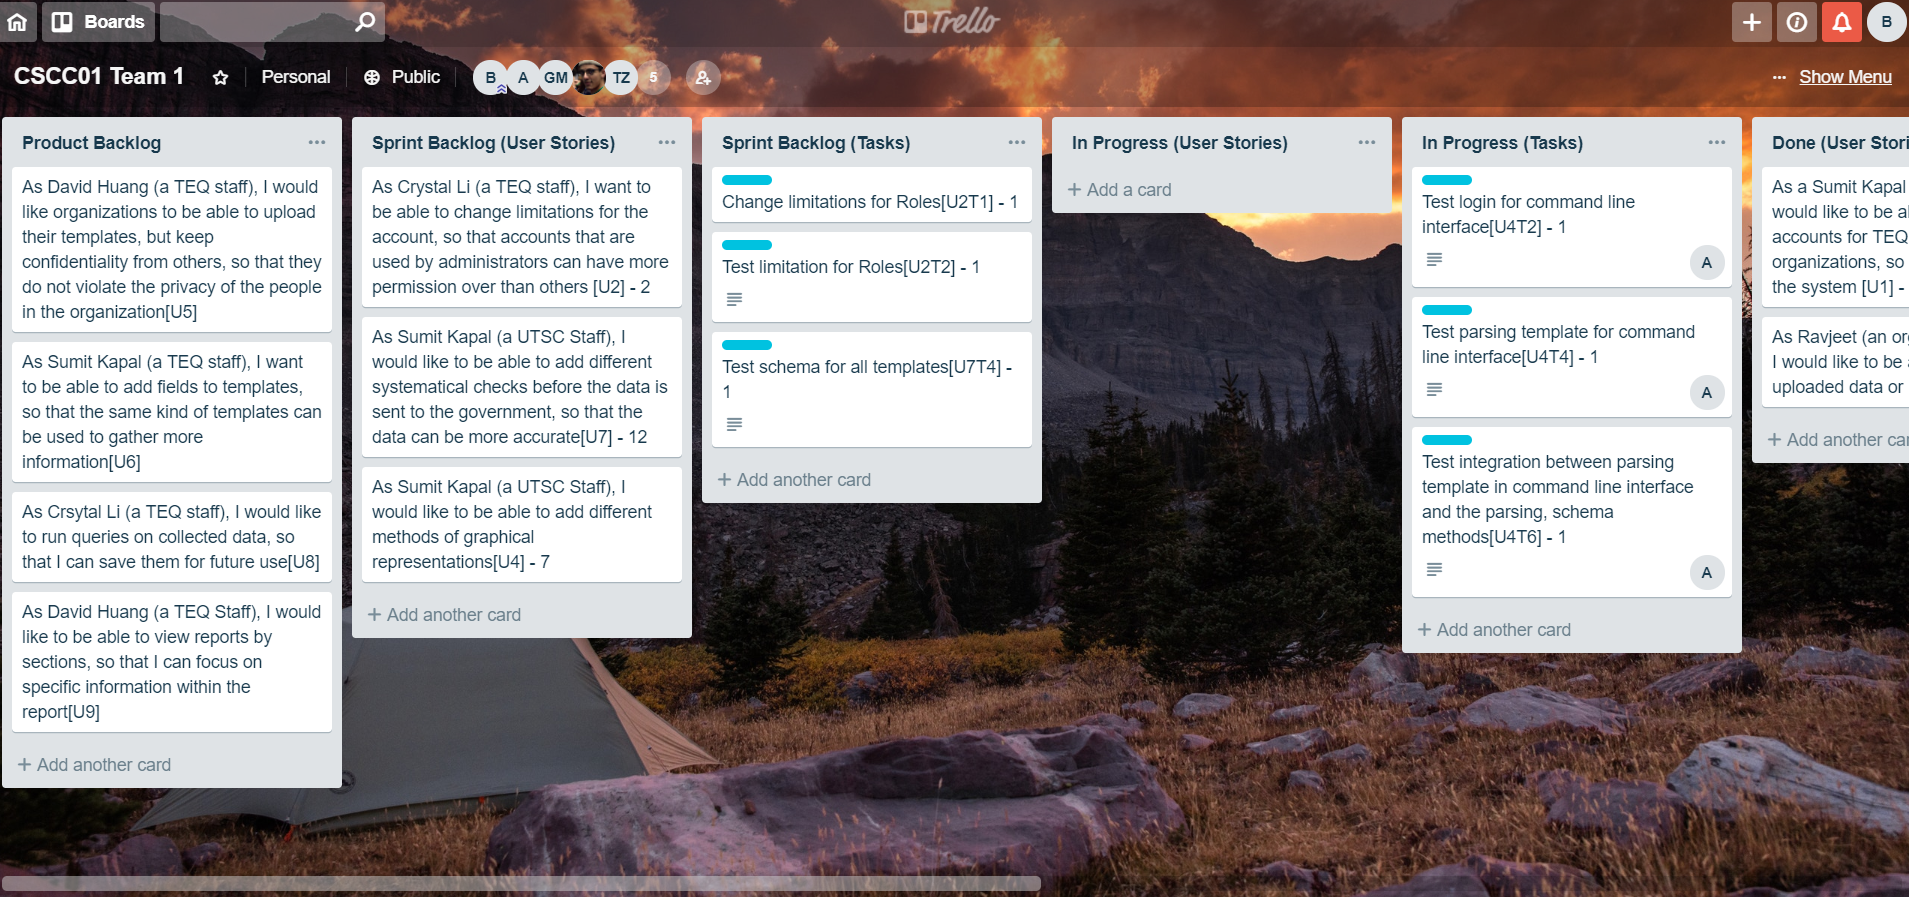 Boards
Trello
B
CSCC01 Team 1
Personal
Public
B
A
GM
TZ
5
Show Menu
Product Backlog
As David Huang (a TEQ staff), I would
like organizations to be able to upload
their templates, but keep
confidentiality from others, so that they
do not violate the privacy of the people
in the organization[U5]
As Sumit Kapal (a TEQ staff), I want
to be able to add fields to templates,
so that the same kind of templates can
be used to gather more
information[U6]
As Crsytal Li (a TEQ staff), I would like
to run queries on collected data, so
that I can save them for future use[U8]
As David Huang (a TEQ Staff), I would
like to be able to view reports by
sections, so that I can focus on
specific information within the
report[U9]
+ Add another card
Sprint Backlog (User Stories)
As Crystal Li (a TEQ staff), I want to
be able to change limitations for the
account, so that accounts that are
used by administrators can have more
permission over than others [U2] - 2
As Sumit Kapal (a UTSC Staff), I
would like to be able to add different
systematical checks before the data is
sent to the government, so that the
data can be more accurate[U7] - 12
As Sumit Kapal (a UTSC Staff), I
would like to be able to add different
methods of graphical
representations[U4] - 7
+ Add another card
Sprint Backlog (Tasks)
Change limitations for Roles[U2T1] - 1
Test limitation for Roles[U2T2] - 1
Test schema for all templates[U7T4] -
1
+ Add another card
In Progress (User Stories)
+ Add a card
In Progress (Tasks)
Test login for command line
interface[U4T2] - 1
A
Test parsing template for command
line interface[U4T4] - 1
A
Test integration between parsing
template in command line interface
and the parsing, schema
methods[U4T6] - 1
A
+ Add another card
Done (User Stori
As a Sumit Kapal
would like to be
accounts for TEQ
organizations, so
the system [U1] -
As Ravjeet (an
I would like to be
uploaded data or
+ Add another